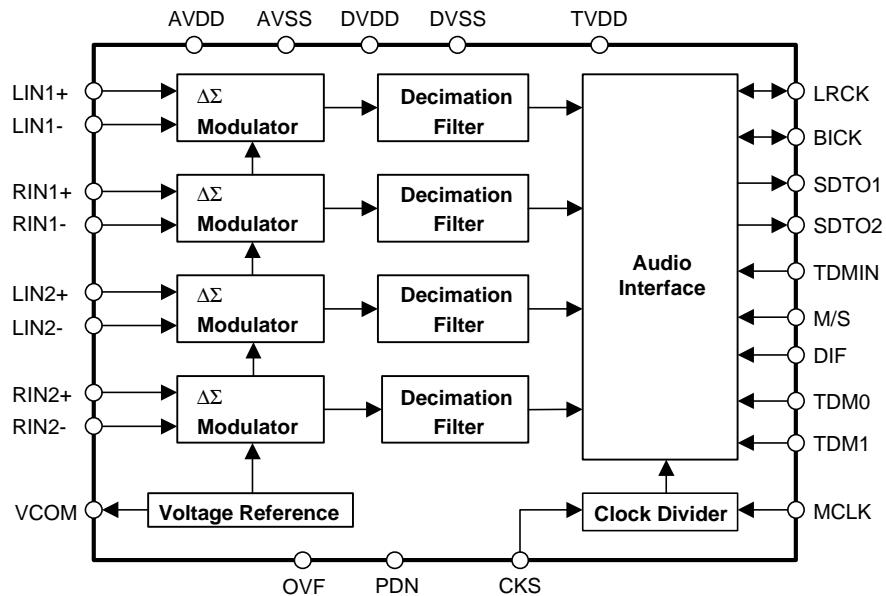 AVDD AVSS DVDD DVSS TVDD
LIN1+
LIN1-
ΔΣ
Modulator
Decimation
Filter
RIN1+
RIN1-
ΔΣ
Modulator
Decimation
Filter
LIN2+
LIN2-
ΔΣ
Modulator
Decimation
Filter
RIN2+
RIN2-
ΔΣ
Modulator
Decimation
Filter
Audio
Interface
LRCK
BICK
SDTO1
SDTO2
TDMIN
M/S
DIF
TDM0
TDM1
VCOM
Voltage Reference
Clock Divider
MCLK
OVF PDN CKS